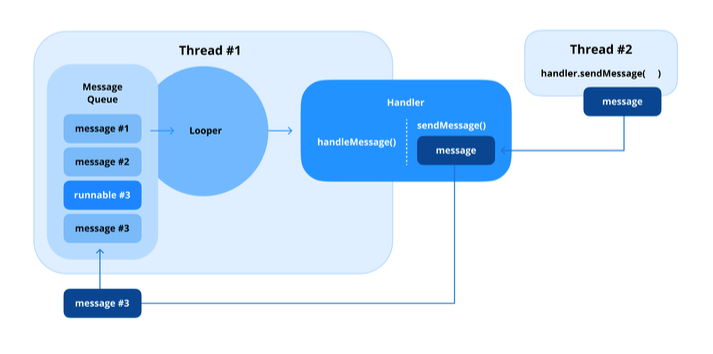 Thread #1
Message
Queue
message #1
message #2
runnable #3
message #3
Looper
Handler
handleMessage()
sendMessage()
message
Thread #2
handler.sendMessage( )
message
message #3